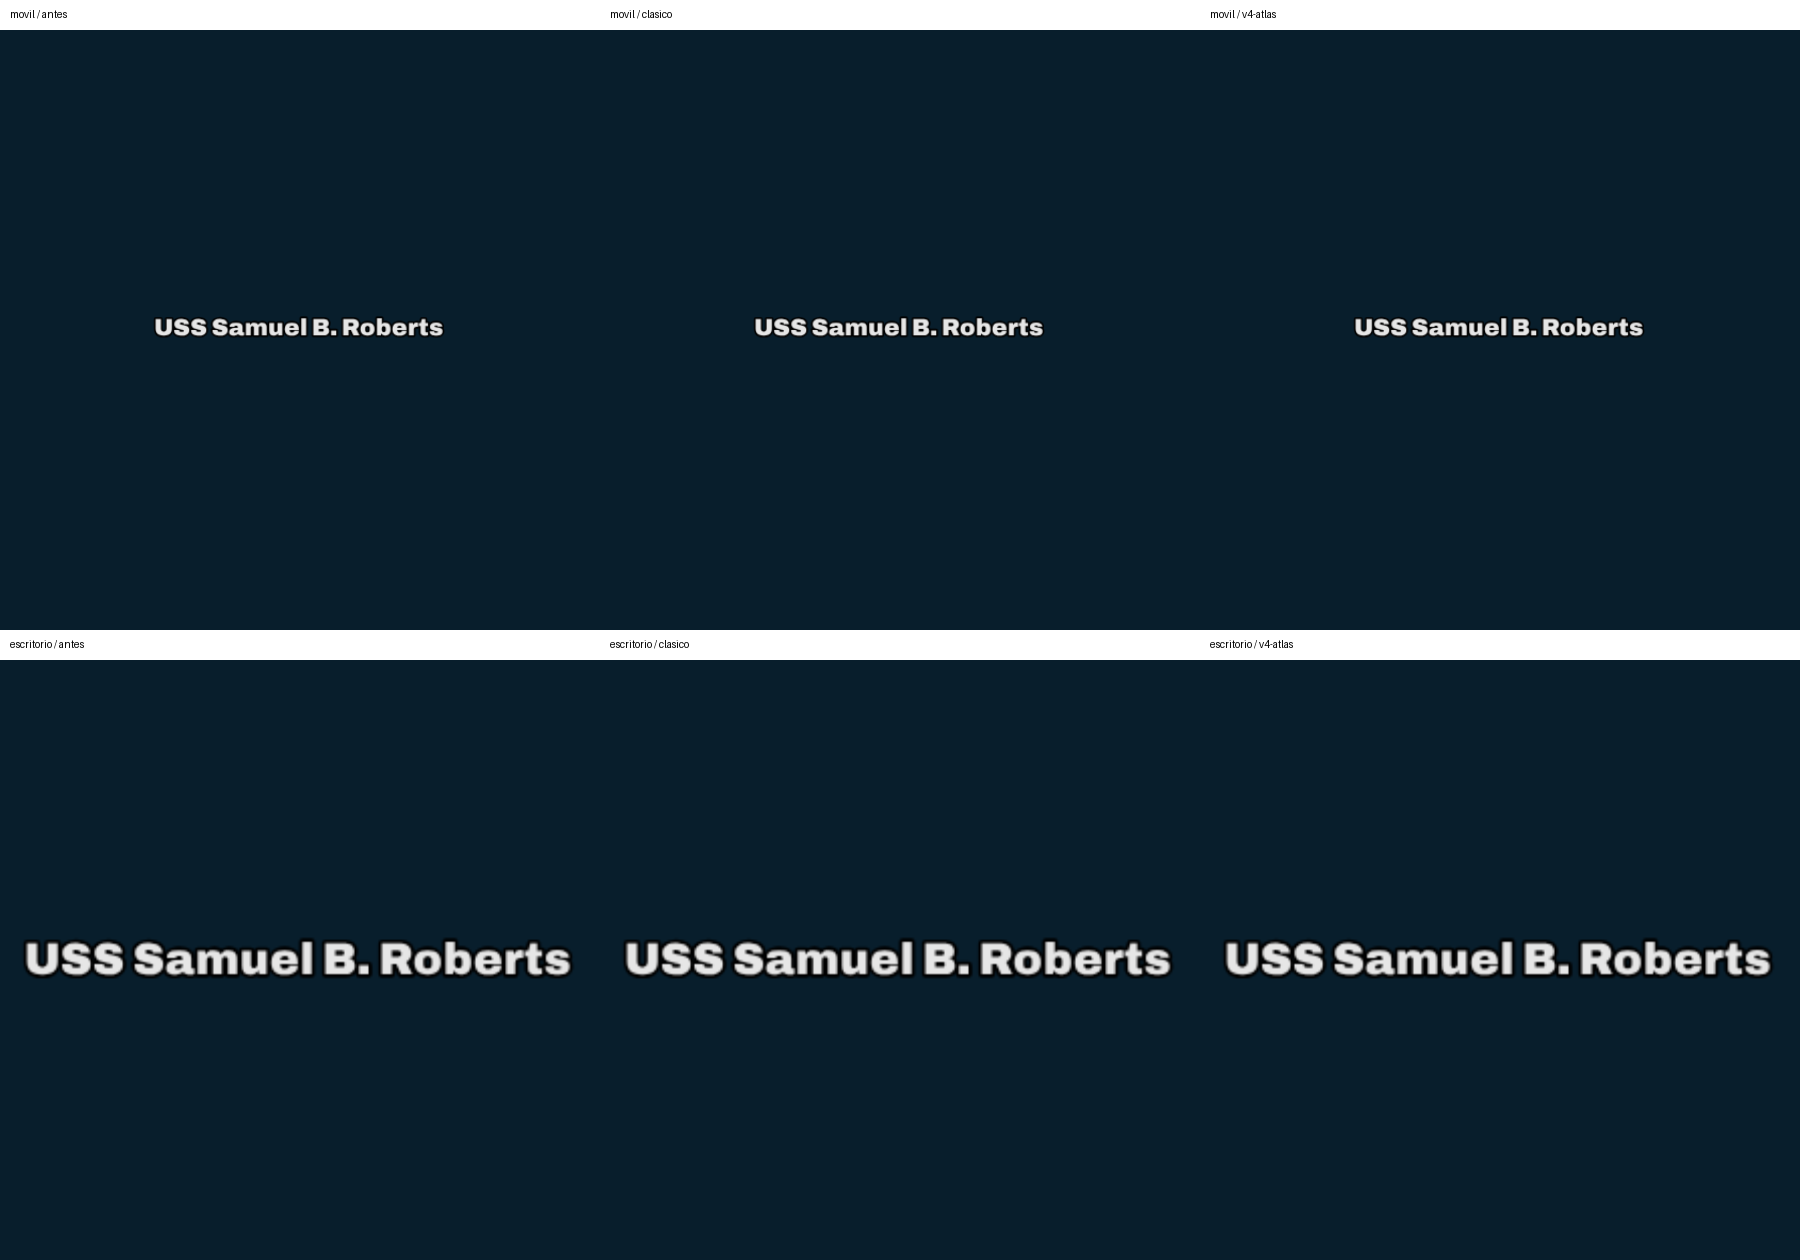 movil / antes
movil / clasico
movil / v4-atlas
USS Samuel B. Roberts
USS Samuel B. Roberts
USS Samuel B. Roberts
escritorio / antes
escritorio / clasico
escritorio / v4-atlas
USS Samuel B. Roberts
USS Samuel B. Roberts
USS Samuel B. Roberts